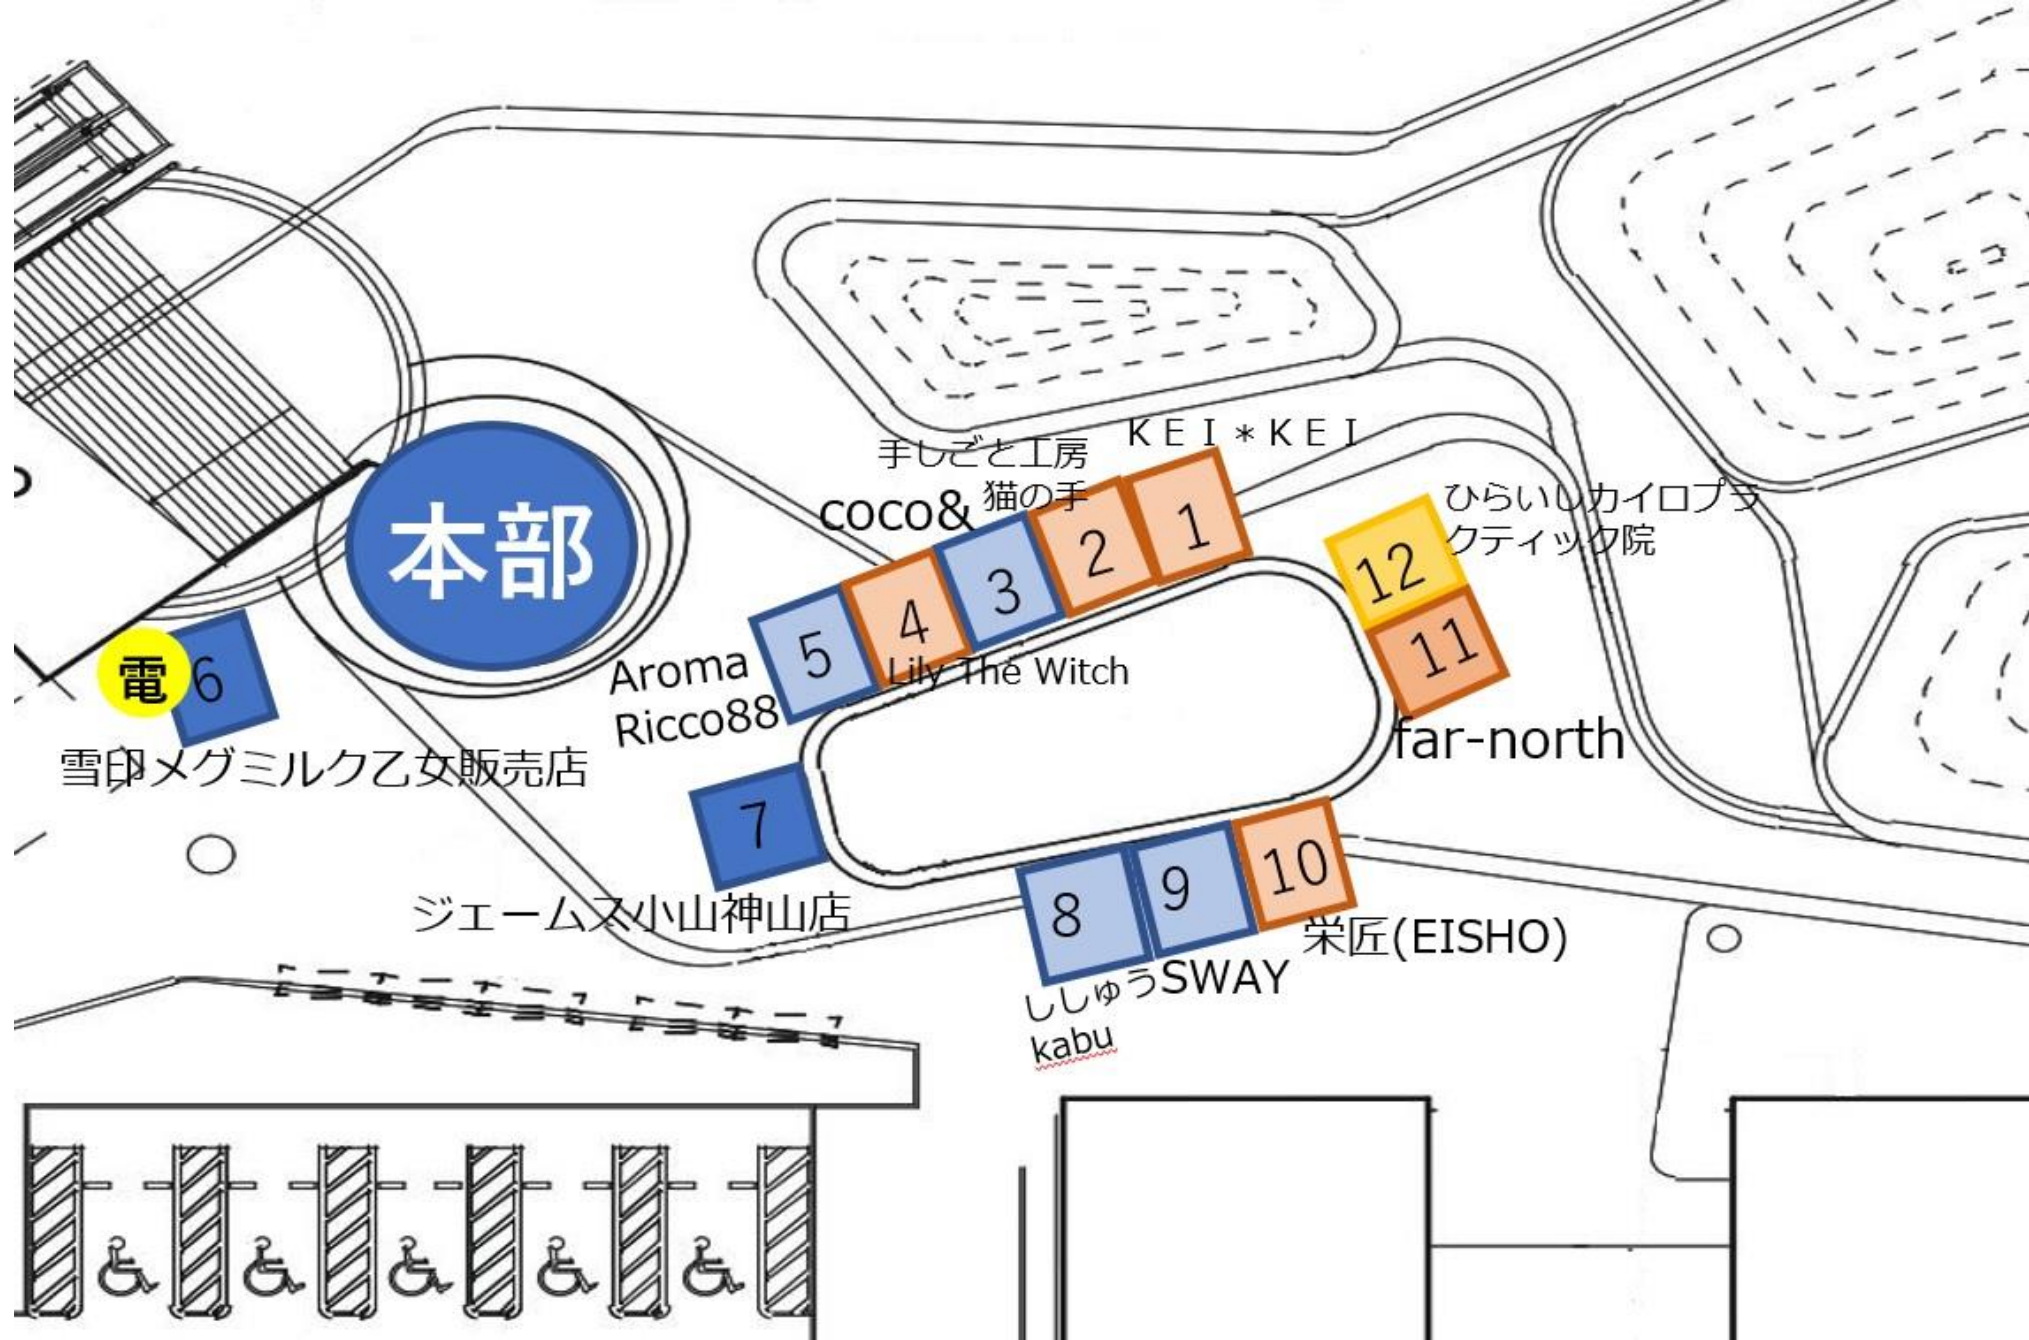 ＫＥＩ＊ＫＥＩ
手しごと工房
猫の手
coco&
ひらいしカイロプラ
クティック院
本部
1
2
3
4
5
12
11
Aroma
Ricco88
Lily The Witch
電
6
雪印メグミルク乙女販売店
far-north
7
ジェームス小山神山店
8
9
10
栄匠(EISHO)
SWAY
ししゅう
kabu